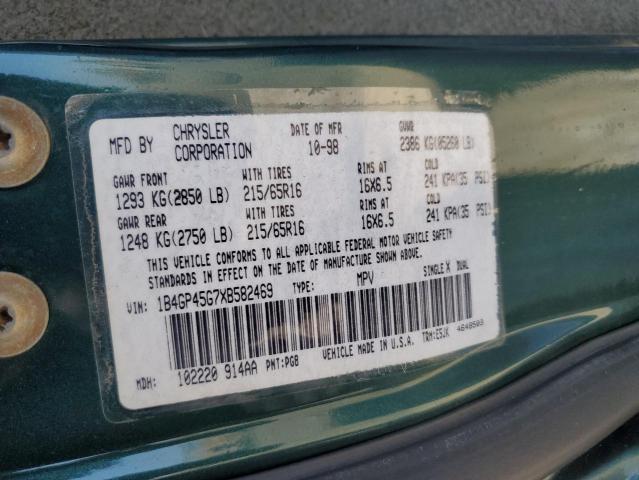 MFD BY CHRYSLER CORPORATION DATE OF MFR 10-98 GVWR 2386 KG(05260 LB)
GAWR FRONT WITH TIRES RIMS AT COLD
1293 KG(2850 LB) 215/65R16 16X6.5 241 KPA(35 PSI)
GAWR REAR WITH TIRES RIMS AT COLD
1248 KG(2750 LB) 215/65R16 16X6.5 241 KPA(35 PSI)
THIS VEHICLE CONFORMS TO ALL APPLICABLE FEDERAL MOTOR VEHICLE SAFETY
STANDARDS IN EFFECT ON THE DATE OF MANUFACTURE SHOWN ABOVE.
VIN: 1B4GP45G7XB582469 TYPE: MPV SINGLE X DUAL
MDH: 102220 914AA PNT:PGB VEHICLE MADE IN U.S.A. TRM:E5JK 4648503